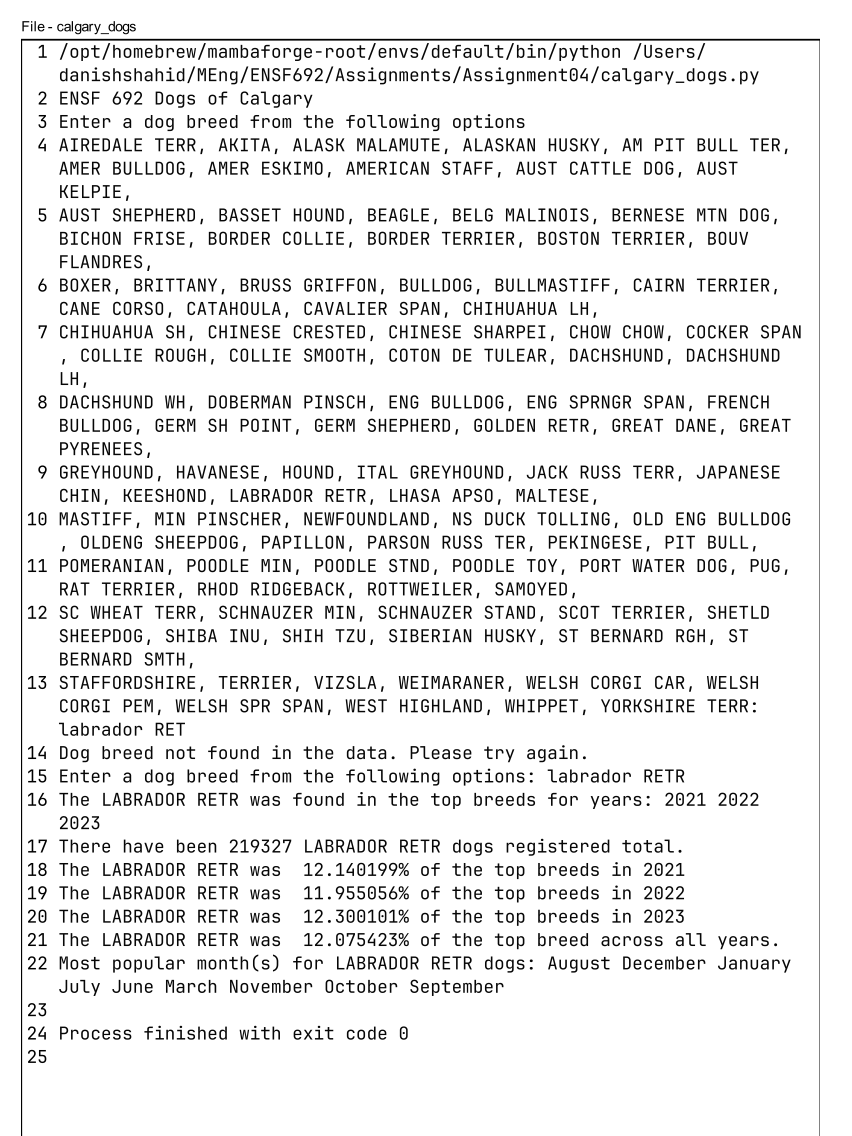 File - calgary_dogs
1 /opt/homebrew/mambaforge-root/envs/default/bin/python /Users/
danishshahid/MEng/ENSF692/Assignments/Assignment04/calgary_dogs.py
2 ENSF 692 Dogs of Calgary
3 Enter a dog breed from the following options
4 AIREDALE TERR, AKITA, ALASK MALAMUTE, ALASKAN HUSKY, AM PIT BULL TER,
AMER BULLDOG, AMER ESKIMO, AMERICAN STAFF, AUST CATTLE DOG, AUST
KELPIE,
5 AUST SHEPHERD, BASSET HOUND, BEAGLE, BELG MALINOIS, BERNESE MTN DOG,
BICHON FRISE, BORDER COLLIE, BORDER TERRIER, BOSTON TERRIER, BOUV
FLANDRES,
6 BOXER, BRITTANY, BRUSS GRIFFON, BULLDOG, BULLMASTIFF, CAIRN TERRIER,
CANE CORSO, CATAHOULA, CAVALIER SPAN, CHIHUAHUA LH,
7 CHIHUAHUA SH, CHINESE CRESTED, CHINESE SHARPEI, CHOW CHOW, COCKER SPAN
, COLLIE ROUGH, COLLIE SMOOTH, COTON DE TULEAR, DACHSHUND, DACHSHUND
LH,
8 DACHSHUND WH, DOBERMAN PINSCH, ENG BULLDOG, ENG SPRNGR SPAN, FRENCH
BULLDOG, GERM SH POINT, GERM SHEPHERD, GOLDEN RETR, GREAT DANE, GREAT
PYRENEES,
9 GREYHOUND, HAVANESE, HOUND, ITAL GREYHOUND, JACK RUSS TERR, JAPANESE
CHIN, KEESHOND, LABRADOR RETR, LHASA APSO, MALTESE,
10 MASTIFF, MIN PINSCHER, NEWFOUNDLAND, NS DUCK TOLLING, OLD ENG BULLDOG
, OLDENG SHEEPDOG, PAPILLON, PARSON RUSS TER, PEKINGESE, PIT BULL,
11 POMERANIAN, POODLE MIN, POODLE STND, POODLE TOY, PORT WATER DOG, PUG,
RAT TERRIER, RHOD RIDGEBACK, ROTTWEILER, SAMOYED,
12 SC WHEAT TERR, SCHNAUZER MIN, SCHNAUZER STAND, SCOT TERRIER, SHETLD
SHEEPDOG, SHIBA INU, SHIH TZU, SIBERIAN HUSKY, ST BERNARD RGH, ST
BERNARD SMTH,
13 STAFFORDSHIRE, TERRIER, VIZSLA, WEIMARANER, WELSH CORGI CAR, WELSH
CORGI PEM, WELSH SPR SPAN, WEST HIGHLAND, WHIPPET, YORKSHIRE TERR:
labrador RET
14 Dog breed not found in the data. Please try again.
15 Enter a dog breed from the following options: labrador RETR
16 The LABRADOR RETR was found in the top breeds for years: 2021 2022
2023
17 There have been 219327 LABRADOR RETR dogs registered total.
18 The LABRADOR RETR was  12.140199% of the top breeds in 2021
19 The LABRADOR RETR was  11.955056% of the top breeds in 2022
20 The LABRADOR RETR was  12.300101% of the top breeds in 2023
21 The LABRADOR RETR was  12.075423% of the top breed across all years.
22 Most popular month(s) for LABRADOR RETR dogs: August December January
July June March November October September
23
24 Process finished with exit code 0
25